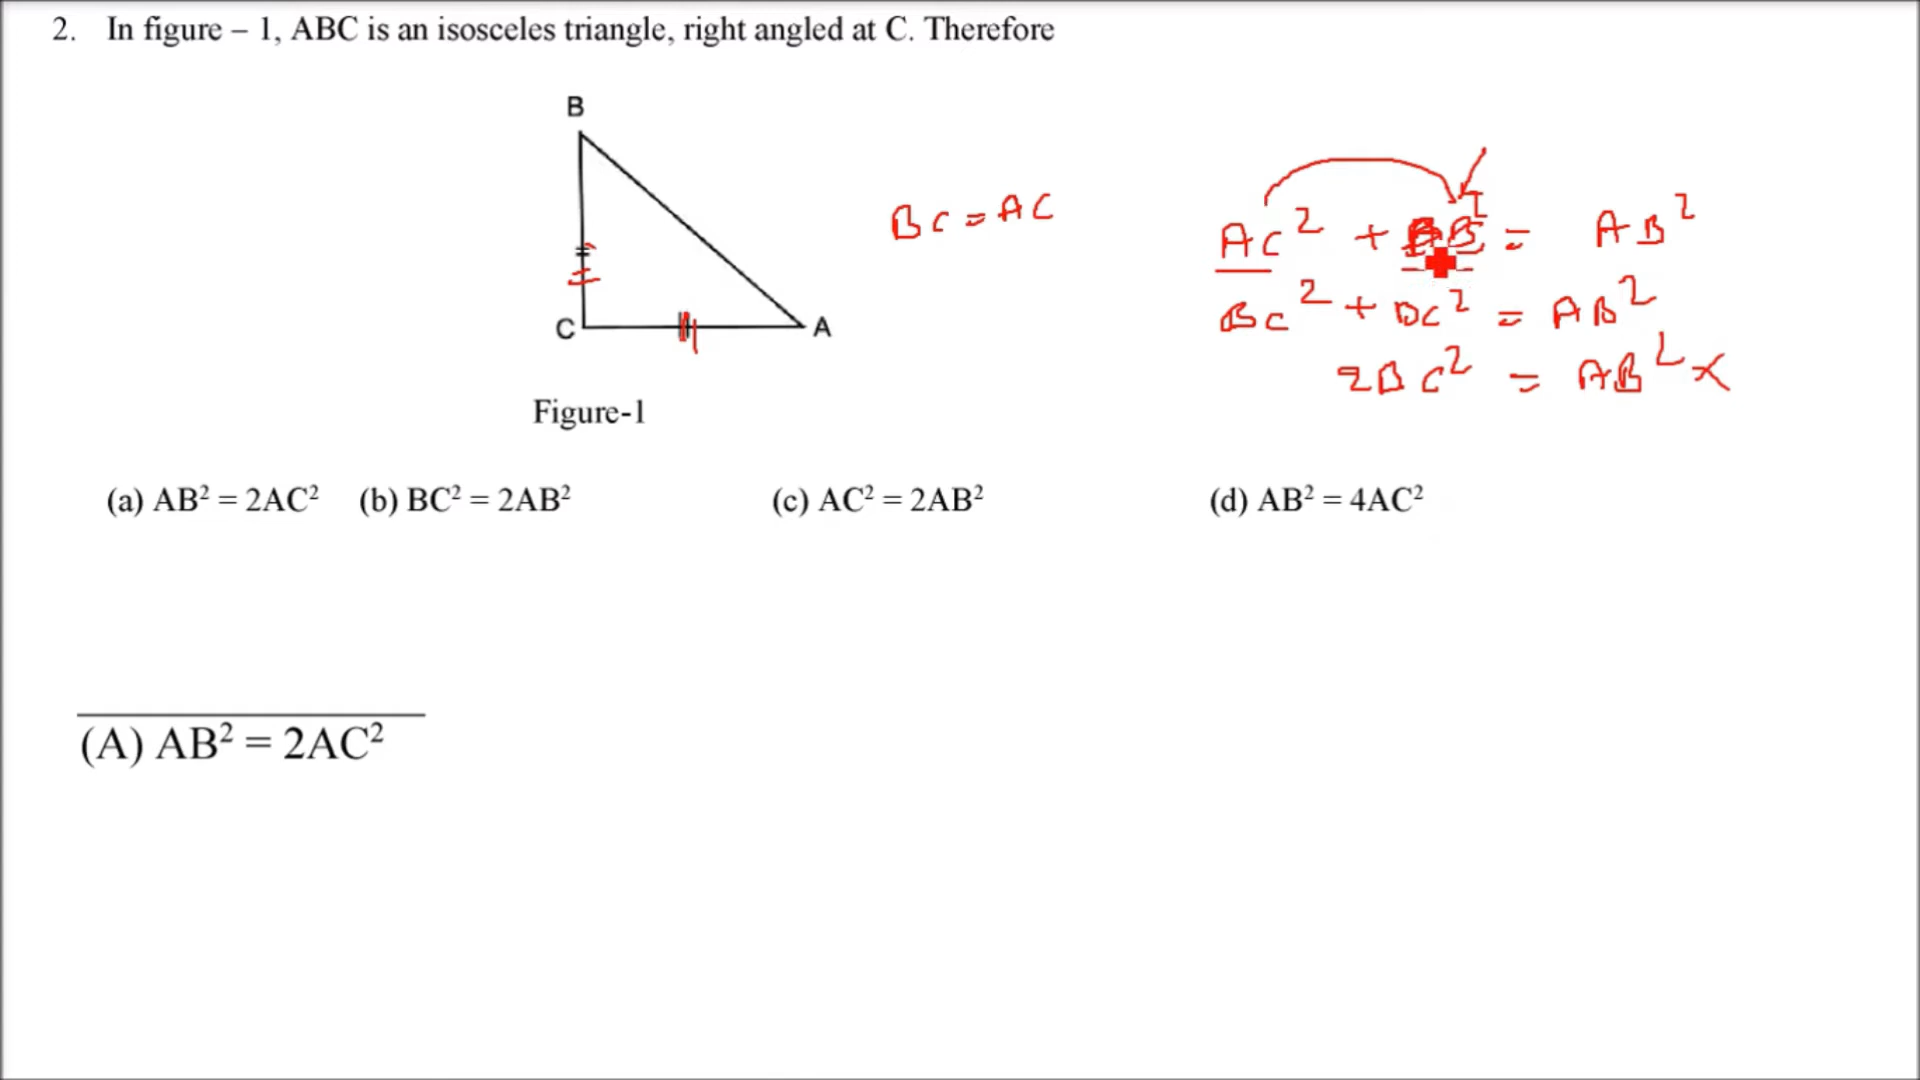 2. In figure – 1, ABC is an isosceles triangle, right angled at C. Therefore
B
C
A
Figure-1
BC = AC
AC² + = AB²
BC² + BC² = AB²
2BC² = AB² ×
(a) AB² = 2AC² (b) BC² = 2AB² (c) AC² = 2AB² (d) AB² = 4AC²
(A) AB² = 2AC²